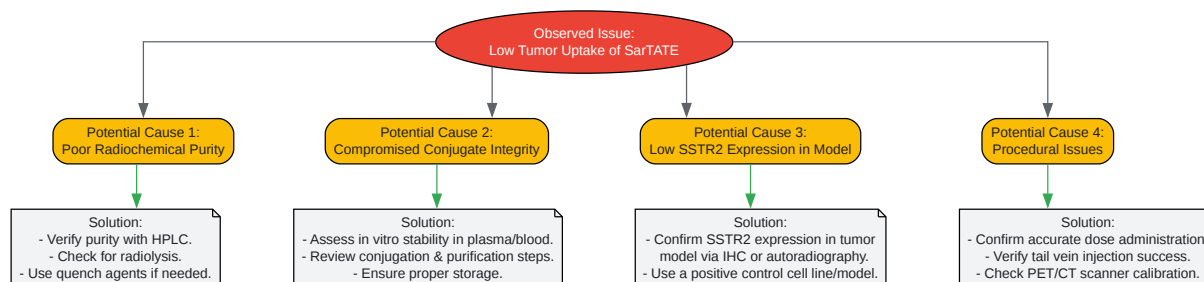 Observed Issue:
Low Tumor Uptake of SarTATE
Potential Cause 1:
Poor Radiochemical Purity
Potential Cause 2:
Compromised Conjugate Integrity
Potential Cause 3:
Low SSTR2 Expression in Model
Potential Cause 4:
Procedural Issues
Solution:
- Verify purity with HPLC.
- Check for radiolysis.
- Use quench agents if needed.
Solution:
- Assess in vitro stability in plasma/blood.
- Review conjugation & purification steps.
- Ensure proper storage.
Solution:
- Confirm SSTR2 expression in tumor
model via IHC or autoradiography.
- Use a positive control cell line/model.
Solution:
- Confirm accurate dose administration.
- Verify tail vein injection success.
- Check PET/CT scanner calibration.